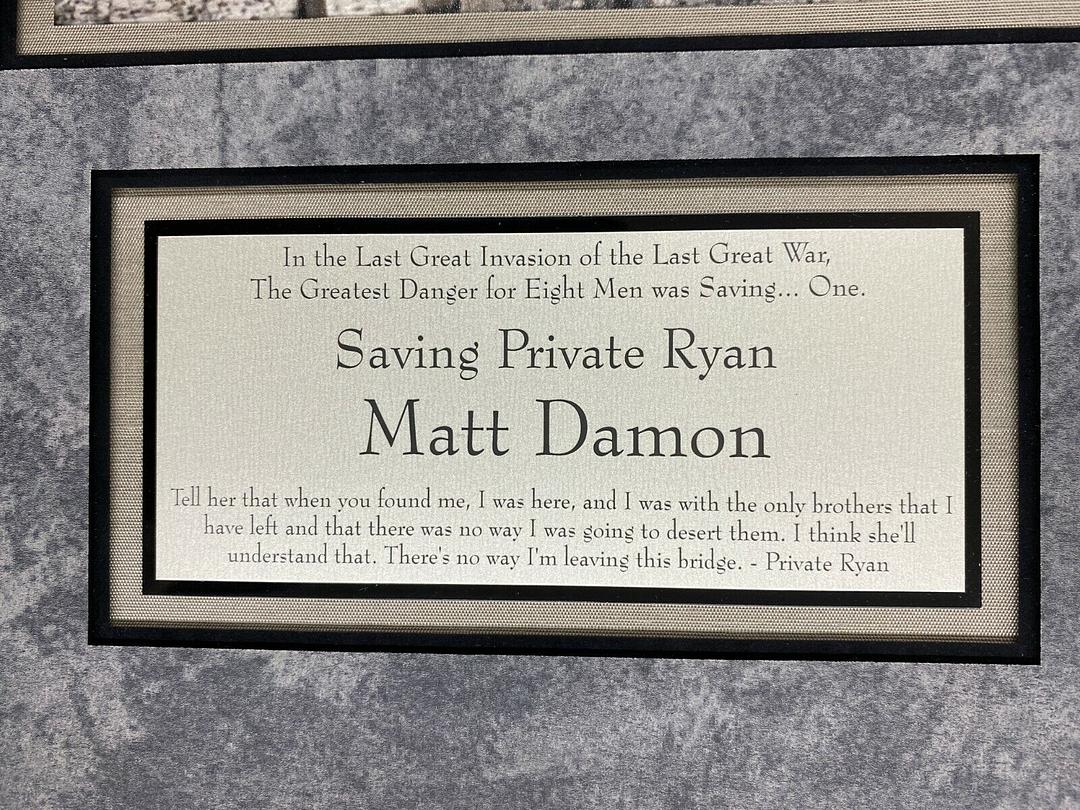 In the Last Great Invasion of the Last Great War,
The Greatest Danger for Eight Men was Saving... One.
Saving Private Ryan
Matt Damon
Tell her that when you found me, I was here, and I was with the only brothers that I
have left and that there was no way I was going to desert them. I think she'll
understand that. There's no way I'm leaving this bridge. - Private Ryan